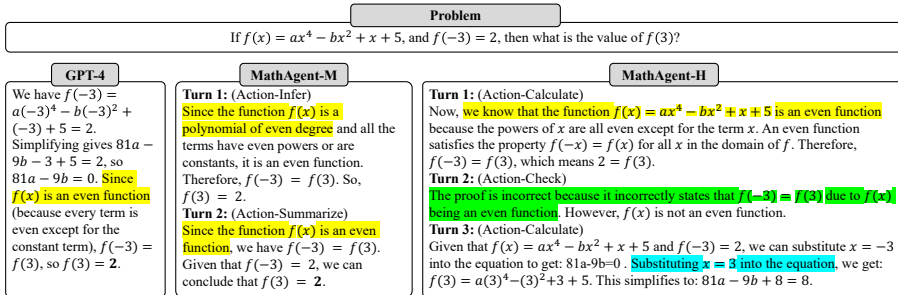 Problem
If f(x) = ax⁴ − bx² + x + 5, and f(−3) = 2, then what is the value of f(3)?
GPT-4
We have f(−3) =
a(−3)⁴ − b(−3)² +
(−3) + 5 = 2.
Simplifying gives 81a −
9b − 3 + 5 = 2, so
81a − 9b = 0. Since
f(x) is an even function
(because every term is
even except for the
constant term), f(−3) =
f(3), so f(3) = 2.
MathAgent-M
Turn 1: (Action-Infer)
Since the function f(x) is a
polynomial of even degree and all the
terms have even powers or are
constants, it is an even function.
Therefore, f(−3) = f(3). So,
f(3) = 2.
Turn 2: (Action-Summarize)
Since the function f(x) is an even
function, we have f(−3) = f(3).
Given that f(−3) = 2, we can
conclude that f(3) = 2.
MathAgent-H
Turn 1: (Action-Calculate)
Now, we know that the function f(x) = ax⁴ − bx² + x + 5 is an even function
because the powers of x are all even except for the term x. An even function
satisfies the property f(−x) = f(x) for all x in the domain of f. Therefore,
f(−3) = f(3), which means 2 = f(3).
Turn 2: (Action-Check)
The proof is incorrect because it incorrectly states that f(−3) = f(3) due to f(x)
being an even function. However, f(x) is not an even function.
Turn 3: (Action-Calculate)
Given that f(x) = ax⁴ − bx² + x + 5 and f(−3) = 2, we can substitute x = −3
into the equation to get: 81a-9b=0 . Substituting x = 3 into the equation, we get:
f(3) = a(3)⁴−(3)²+3 + 5. This simplifies to: 81a − 9b + 8 = 8.